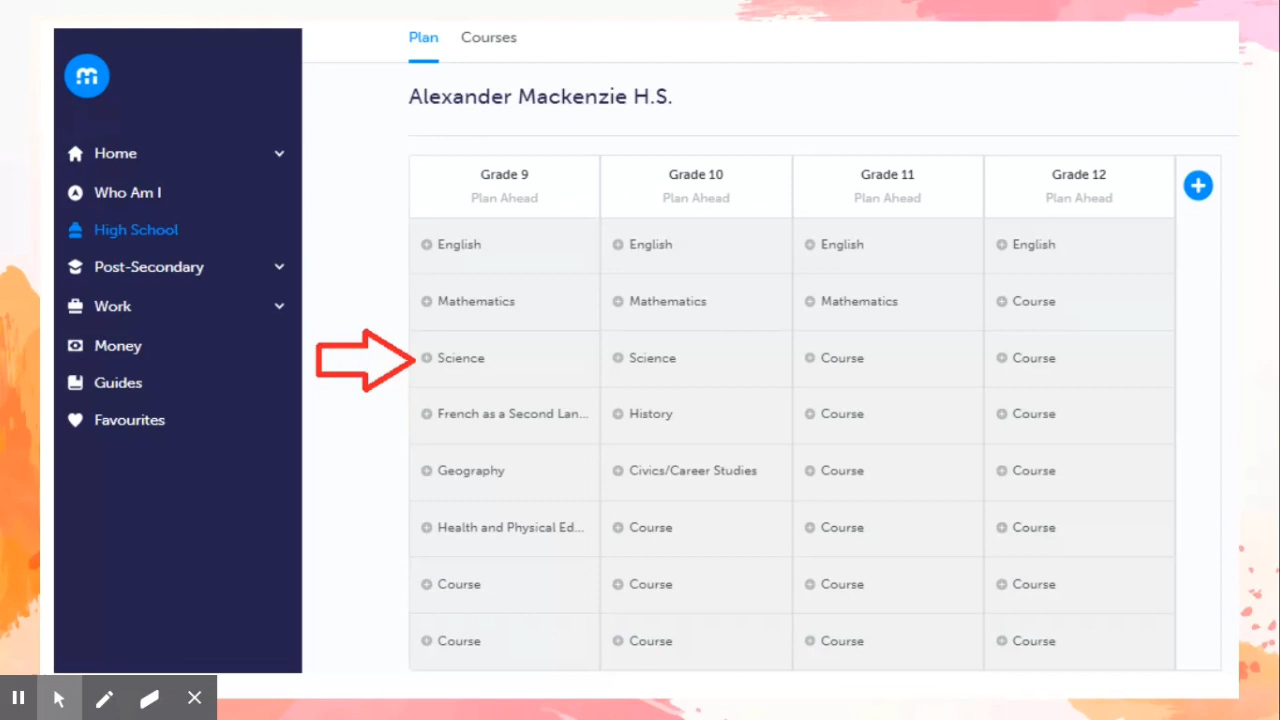 Plan Courses
Alexander Mackenzie H.S.
Home
Who Am I
High School
Post-Secondary
Work
Money
Guides
Favourites
Grade 9 Grade 10 Grade 11 Grade 12
Plan Ahead Plan Ahead Plan Ahead Plan Ahead
English English English English
Mathematics Mathematics Mathematics Course
Science Science Course Course
French as a Second Lan... History Course Course
Geography Civics/Career Studies Course Course
Health and Physical Ed... Course Course Course
Course Course Course Course
Course Course Course Course